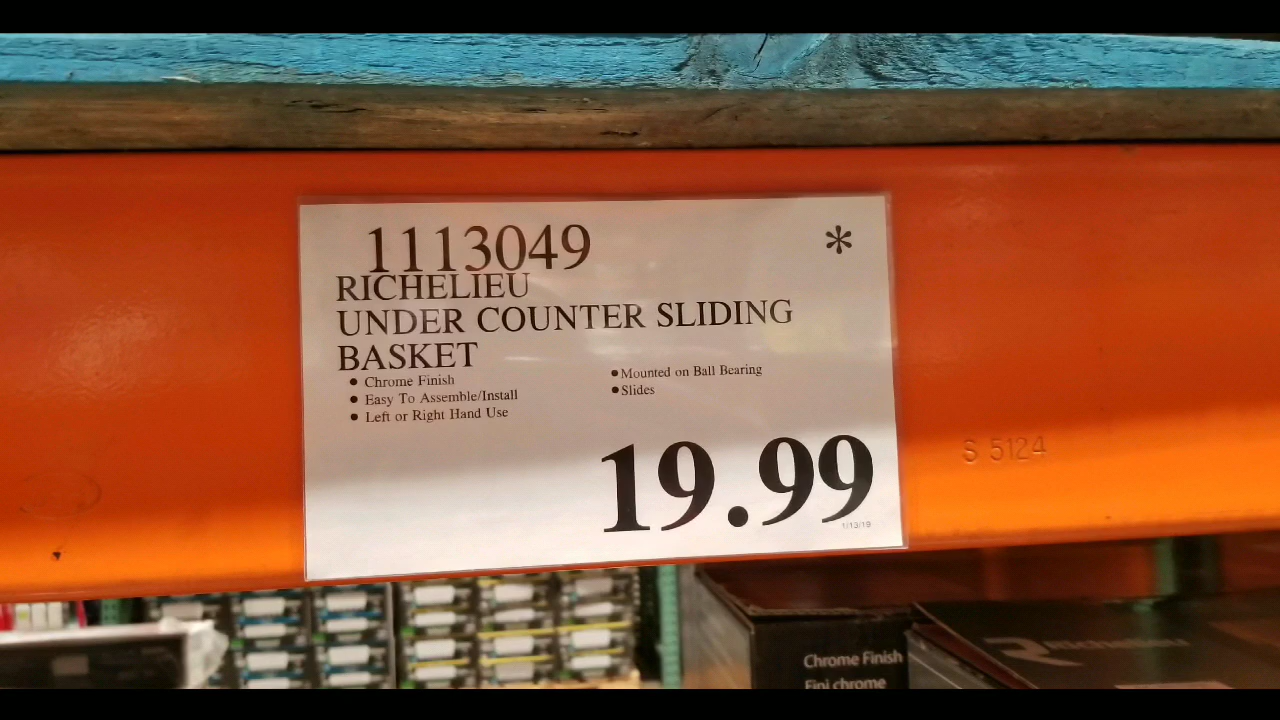 1113049 *
RICHELIEU
UNDER COUNTER SLIDING
BASKET
● Chrome Finish
● Easy To Assemble/Install
● Left or Right Hand Use
● Mounted on Ball Bearing
● Slides
19.99
1/13/19
S 5124
RICHELIEU
Chrome Finish
Fini chrome